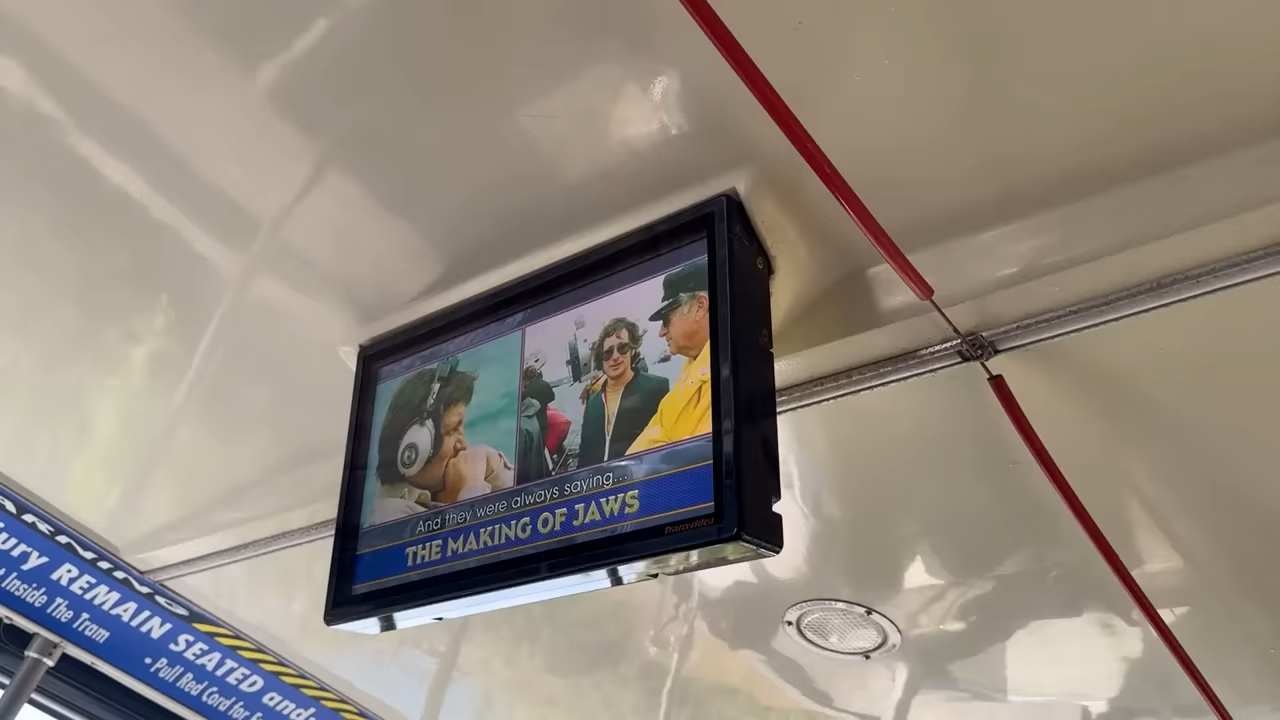 And they were always saying...
THE MAKING OF JAWS
transvideo
ARNING
ury REMAIN SEATED and
Inside The Tram
• Pull Red Cord for